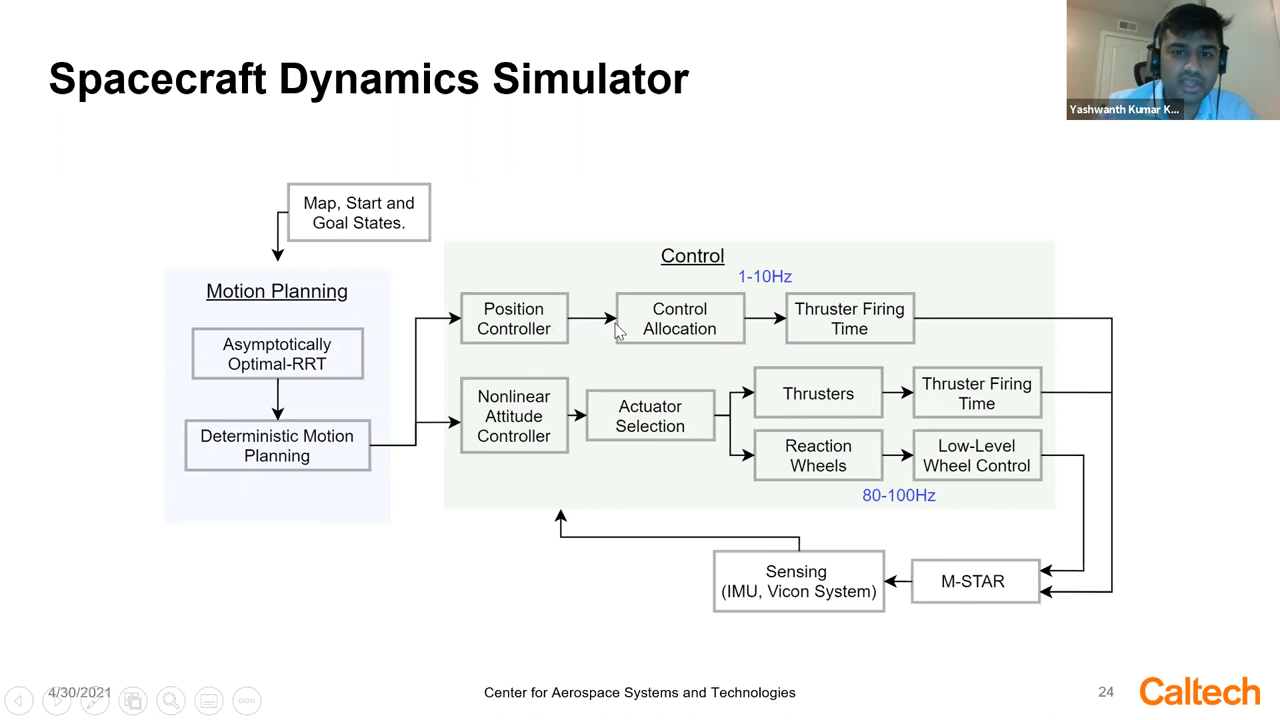 Spacecraft Dynamics Simulator
Yashwanth Kumar K...
Map, Start and
Goal States.
Motion Planning
Asymptotically
Optimal-RRT
Deterministic Motion
Planning
Control
1-10Hz
Position
Controller
Control
Allocation
Thruster Firing
Time
Nonlinear
Attitude
Controller
Actuator
Selection
Thrusters
Thruster Firing
Time
Reaction
Wheels
Low-Level
Wheel Control
80-100Hz
Sensing
(IMU, Vicon System)
M-STAR
4/30/2021
Center for Aerospace Systems and Technologies
24
Caltech